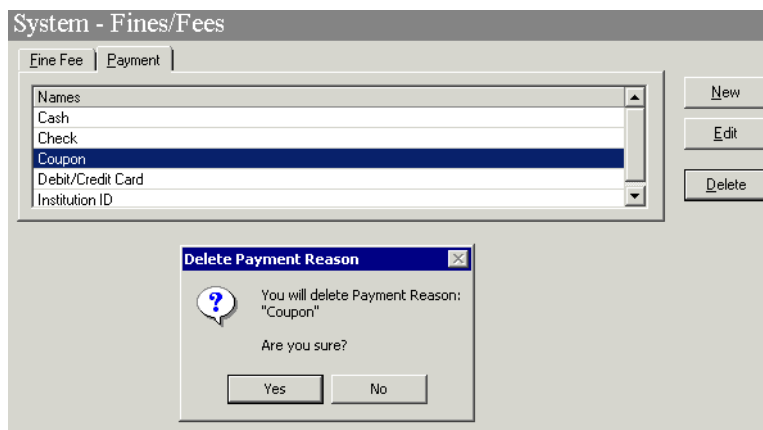 System - Fines/Fees
Fine Fee
Payment
Names
Cash
Check
Coupon
Debit/Credit Card
Institution ID
New
Edit
Delete
Delete Payment Reason
You will delete Payment Reason:
"Coupon"
Are you sure?
Yes
No